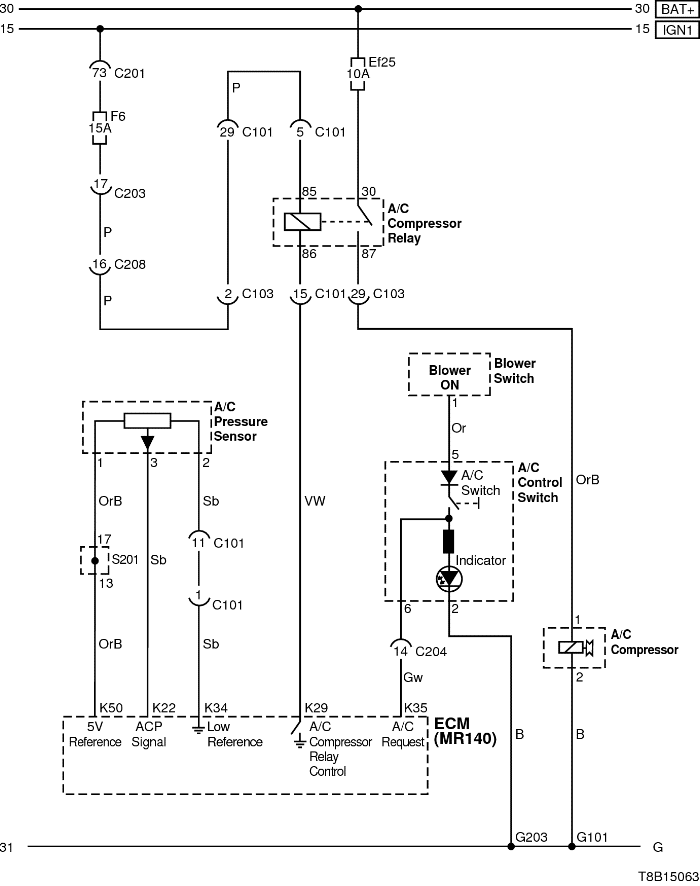 30 30 BAT+
15 15 IGN1
73 C201
Ef25
10A
F6
15A
P
29 C101
5 C101
17 C203
85 30
A/C
Compressor
Relay
P
86 87
16 C208
P
2 C103
15 C101
29 C103
Blower
ON
Blower
Switch
1
Or
5
A/C
Pressure
Sensor
1 3 2
A/C
Switch
A/C
Control
Switch
OrB
OrB Sb VW
17
S201
13
Sb
11 C101
Indicator
1 C101
6 2
1
A/C
Compressor
2
OrB Sb
14 C204
Gw
K50 K22 K34 K29 K35
ECM
(MR140)
5V
Reference
ACP
Signal
Low
Reference
A/C
Compressor
Relay
Control
A/C
Request
B B
31 G203 G101 G
T8B15063